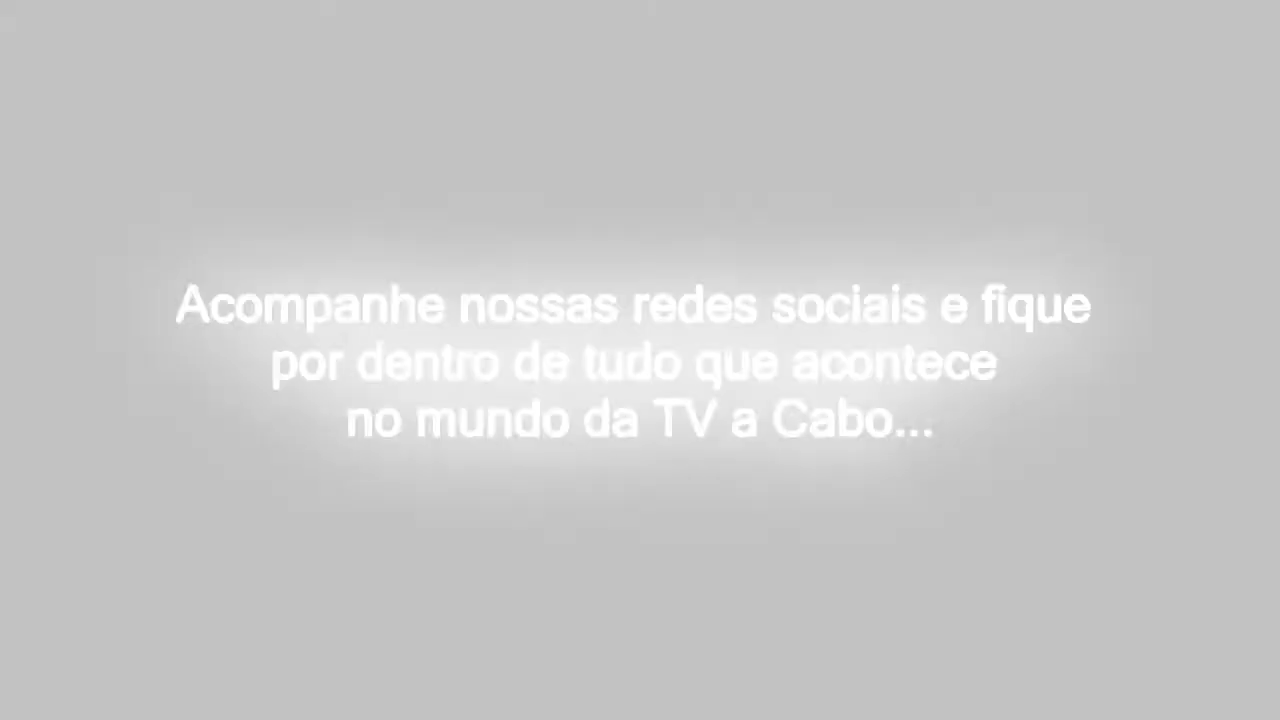 Acompanhe nossas redes sociais e fique
por dentro de tudo que acontece
no mundo da TV a Cabo...